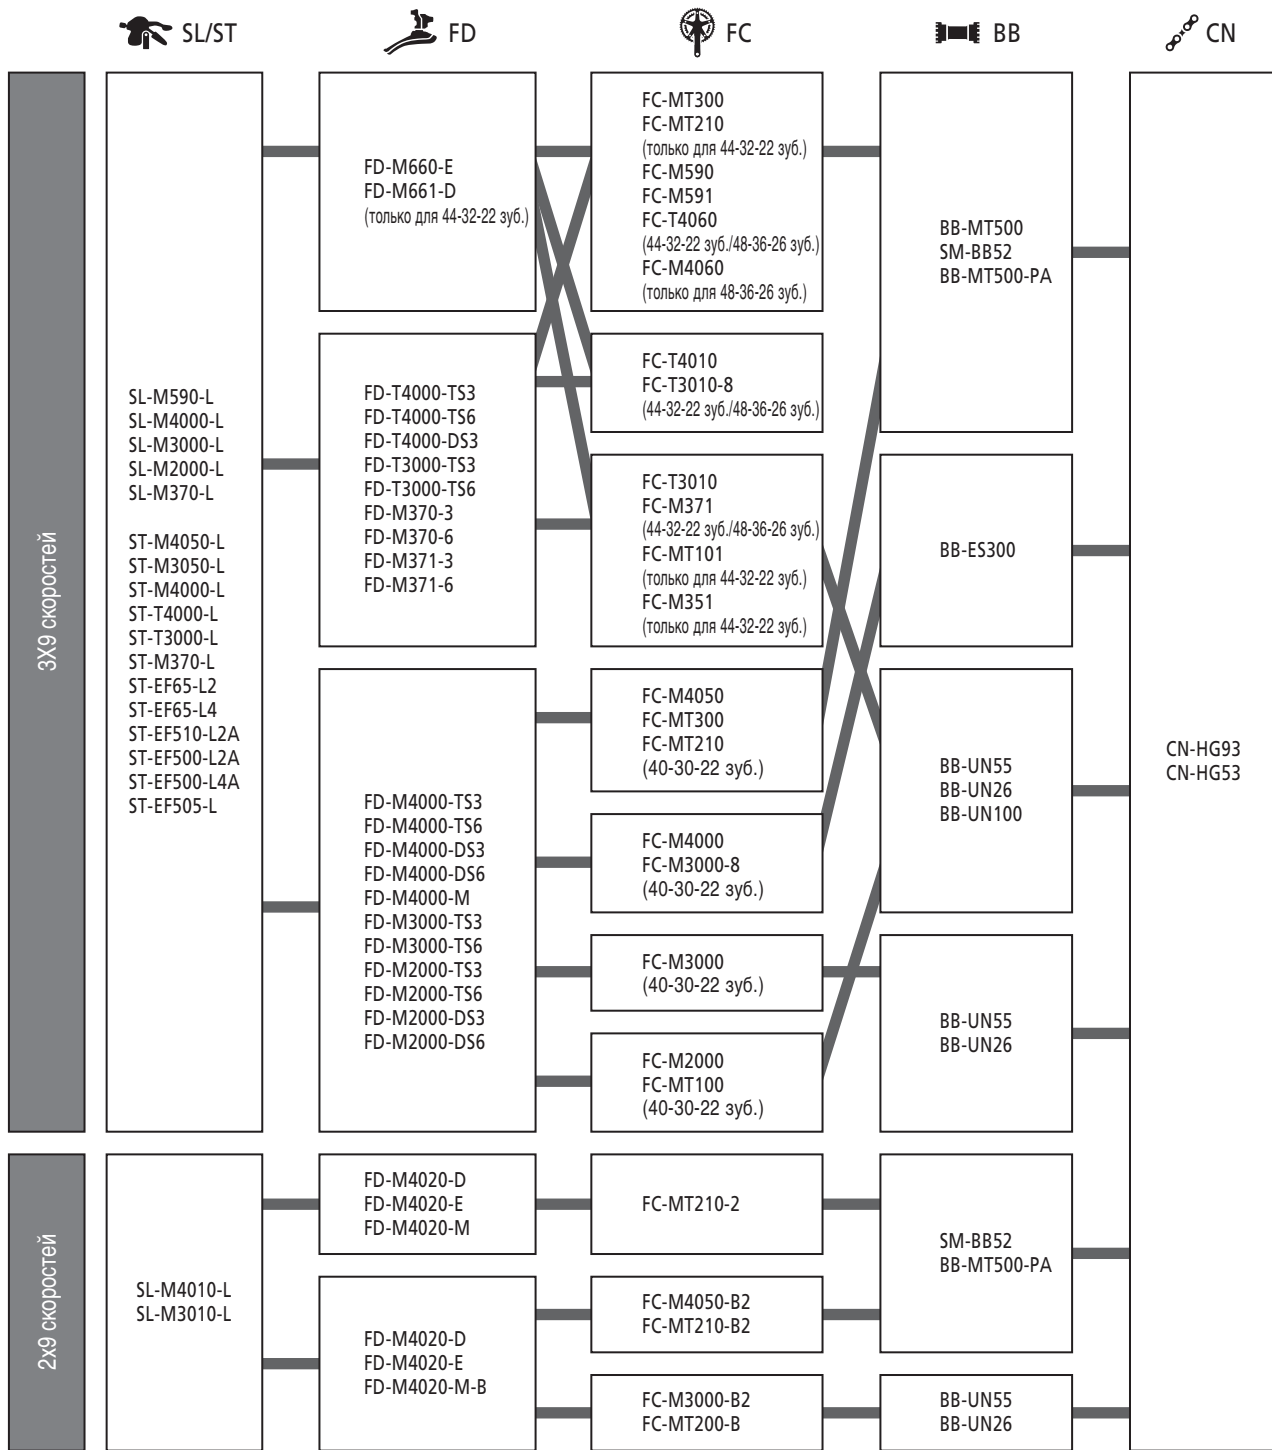 SL/ST
FD
FC
BB
CN
3X9 скоростей
SL-M590-L
SL-M4000-L
SL-M3000-L
SL-M2000-L
SL-M370-L
ST-M4050-L
ST-M3050-L
ST-M4000-L
ST-T4000-L
ST-T3000-L
ST-M370-L
ST-EF65-L2
ST-EF65-L4
ST-EF510-L2A
ST-EF500-L2A
ST-EF500-L4A
ST-EF505-L
FD-M660-E
FD-M661-D
(только для 44-32-22 зуб.)
FD-T4000-TS3
FD-T4000-TS6
FD-T4000-DS3
FD-T3000-TS3
FD-T3000-TS6
FD-M370-3
FD-M370-6
FD-M371-3
FD-M371-6
FD-M4000-TS3
FD-M4000-TS6
FD-M4000-DS3
FD-M4000-DS6
FD-M4000-M
FD-M3000-TS3
FD-M3000-TS6
FD-M2000-TS3
FD-M2000-TS6
FD-M2000-DS3
FD-M2000-DS6
FC-MT300
FC-MT210
(только для 44-32-22 зуб.)
FC-M590
FC-M591
FC-T4060
(44-32-22 зуб./48-36-26 зуб.)
FC-M4060
(только для 48-36-26 зуб.)
FC-T4010
FC-T3010-8
(44-32-22 зуб./48-36-26 зуб.)
FC-T3010
FC-M371
(44-32-22 зуб./48-36-26 зуб.)
FC-MT101
(только для 44-32-22 зуб.)
FC-M351
(только для 44-32-22 зуб.)
FC-M4050
FC-MT300
FC-MT210
(40-30-22 зуб.)
FC-M4000
FC-M3000-8
(40-30-22 зуб.)
FC-M3000
(40-30-22 зуб.)
FC-M2000
FC-MT100
(40-30-22 зуб.)
BB-MT500
SM-BB52
BB-MT500-PA
BB-ES300
BB-UN55
BB-UN26
BB-UN100
BB-UN55
BB-UN26
CN-HG93
CN-HG53
2x9 скоростей
SL-M4010-L
SL-M3010-L
FD-M4020-D
FD-M4020-E
FD-M4020-M
FD-M4020-D
FD-M4020-E
FD-M4020-M-B
FC-MT210-2
FC-M4050-B2
FC-MT210-B2
FC-M3000-B2
FC-MT200-B
SM-BB52
BB-MT500-PA
BB-UN55
BB-UN26